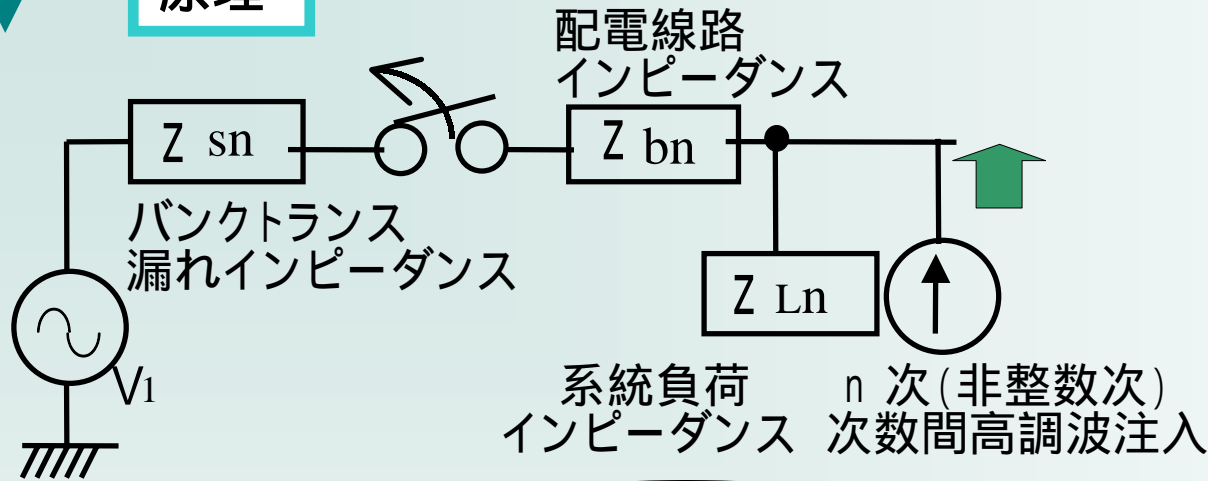 原理
配電線路
インピーダンス
Z sn
Z bn
バンクトランス
漏れインピーダンス
Z Ln
V1
系統負荷
インピーダンス
n 次(非整数次)
次数間高調波注入